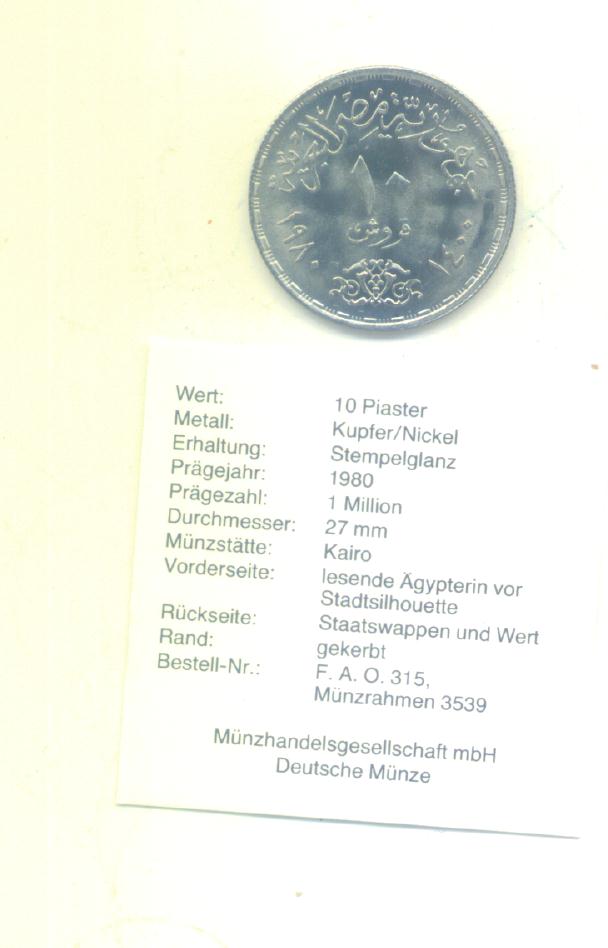 جمهورية مصر العربية
١٠
قروش
١٩٨٠
١٤٠٠
Wert: 10 Piaster
Metall: Kupfer/Nickel
Erhaltung: Stempelglanz
Prägejahr: 1980
Prägezahl: 1 Million
Durchmesser: 27 mm
Münzstätte: Kairo
Vorderseite: lesende Ägypterin vor
Stadtsilhouette
Rückseite: Staatswappen und Wert
Rand: gekerbt
Bestell-Nr.: F. A. O. 315,
Münzrahmen 3539
Münzhandelsgesellschaft mbH
Deutsche Münze